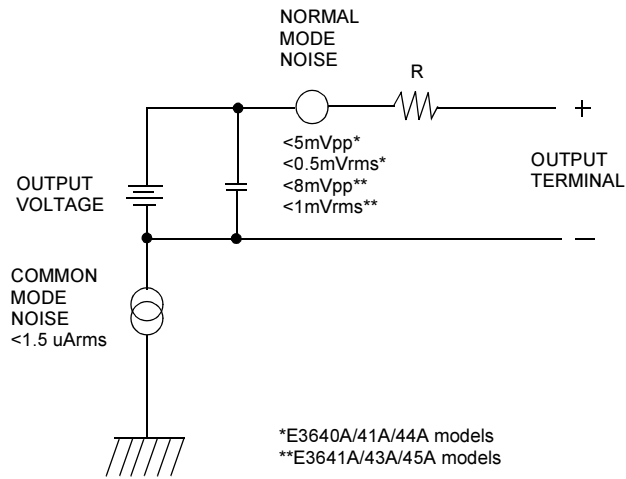 NORMAL
MODE
NOISE
R
+
<5mVpp*
<0.5mVrms*
<8mVpp**
<1mVrms**
OUTPUT
TERMINAL
OUTPUT
VOLTAGE
–
COMMON
MODE
NOISE
<1.5 uArms
*E3640A/41A/44A models
**E3641A/43A/45A models